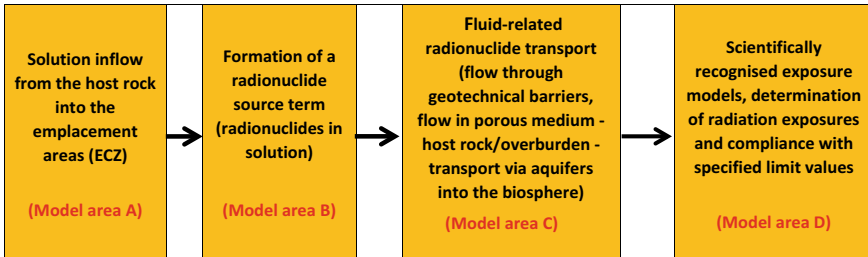 Solution inflow
from the host rock
into the
emplacement
areas (ECZ)
(Model area A)
Formation of a
radionuclide
source term
(radionuclides in
solution)
(Model area B)
Fluid-related
radionuclide transport
(flow through
geotechnical barriers,
flow in porous medium -
host rock/overburden -
transport via aquifers
into the biosphere)
(Model area C)
Scientifically
recognised exposure
models, determination
of radiation exposures
and compliance with
specified limit values
(Model area D)